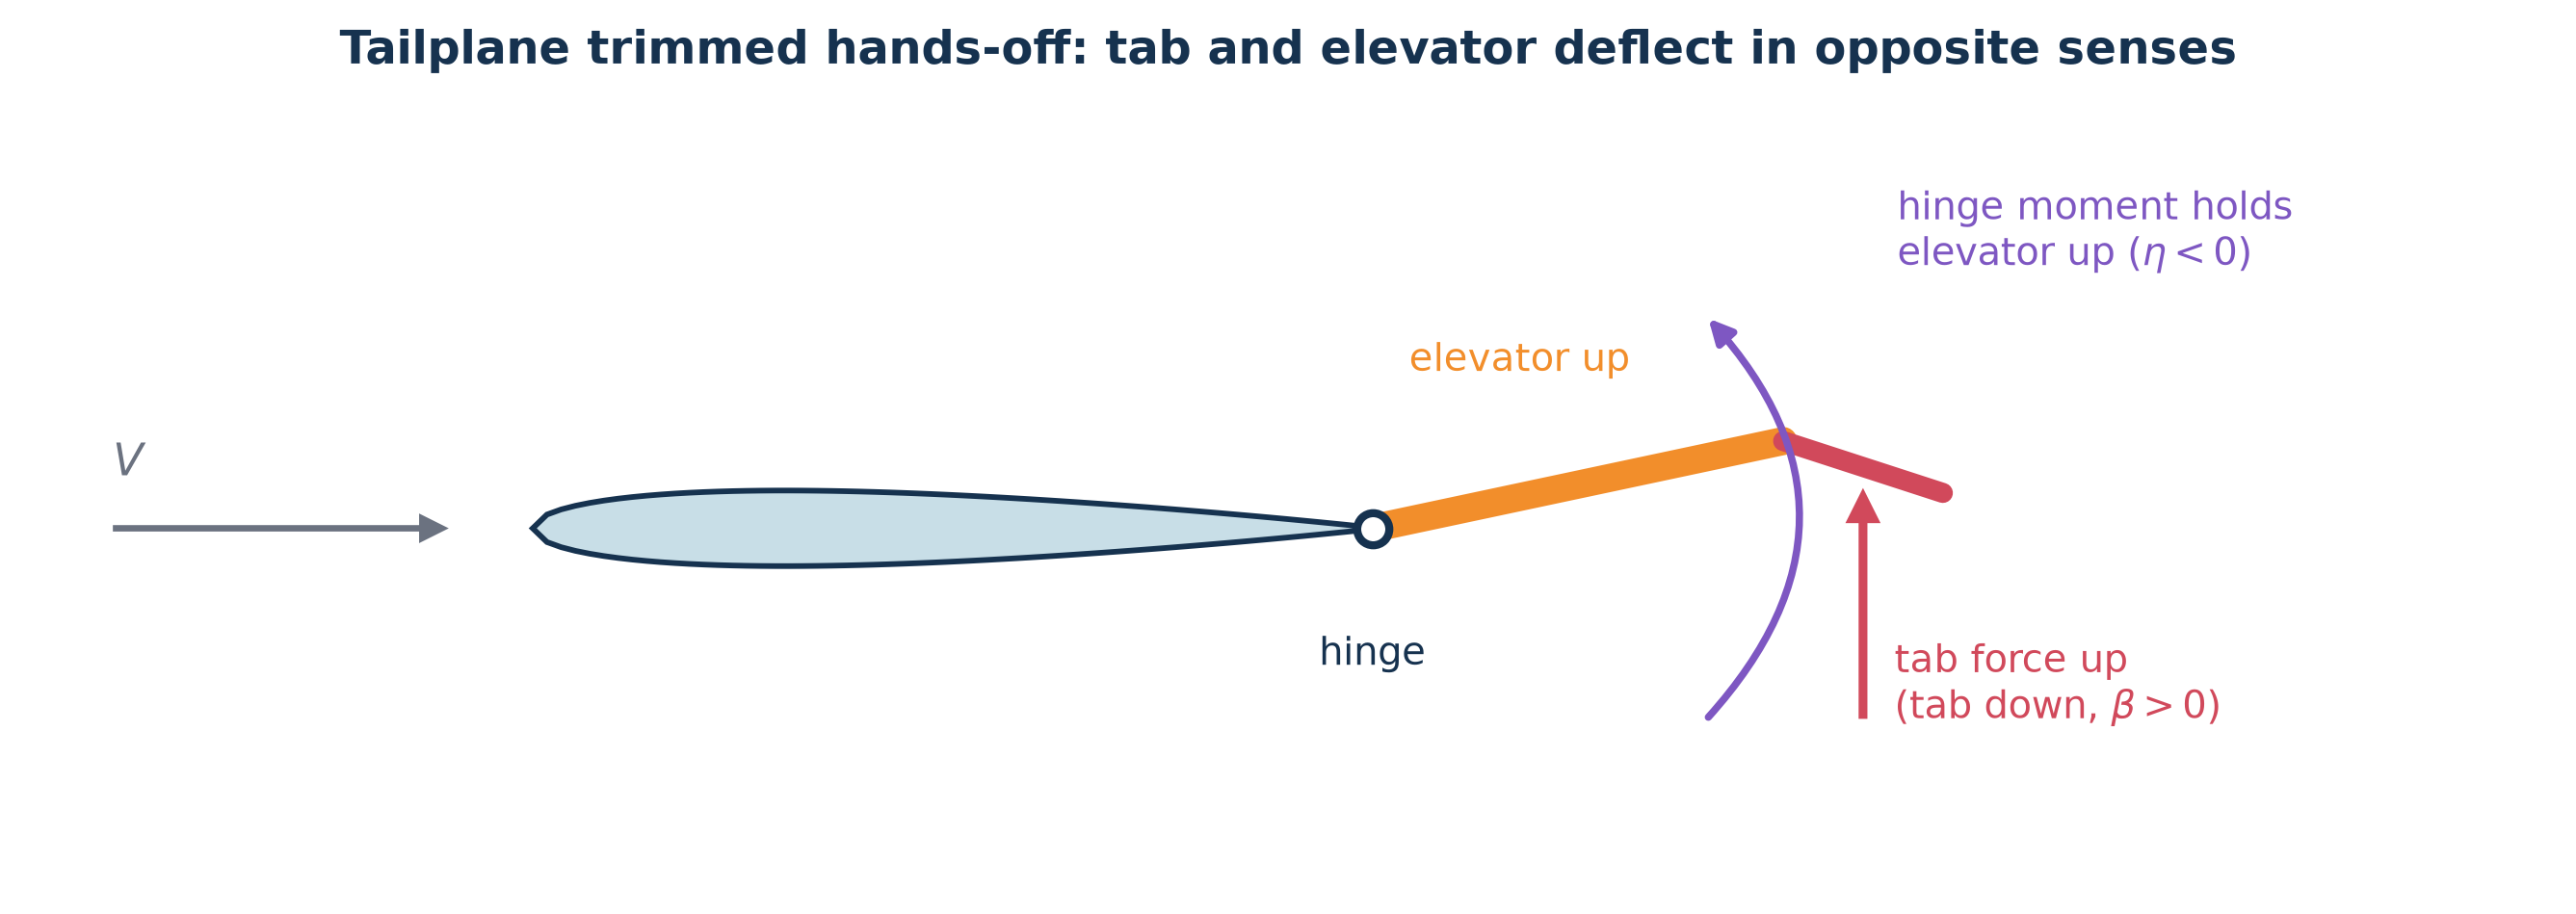 Tailplane trimmed hands-off: tab and elevator deflect in opposite senses
hinge moment holds
elevator up (η < 0)
elevator up
V
hinge
tab force up
(tab down, β > 0)